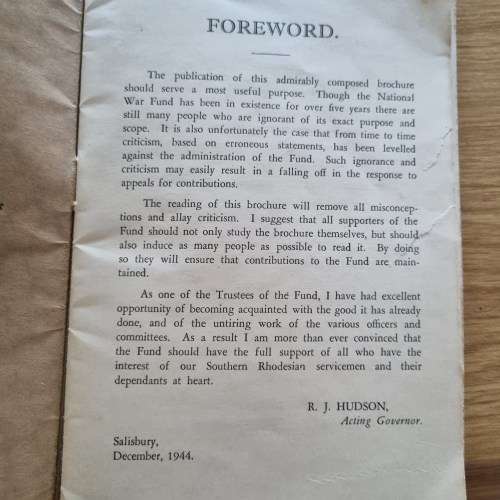 FOREWORD.
The publication of this admirably composed brochure
should serve a most useful purpose. Though the National
War Fund has been in existence for over five years there are
still many people who are ignorant of its exact purpose and
scope. It is also unfortunately the case that from time to time
criticism, based on erroneous statements, has been levelled
against the administration of the Fund. Such ignorance and
criticism may easily result in a falling off in the response to
appeals for contributions.
The reading of this brochure will remove all misconcep-
tions and allay criticism. I suggest that all supporters of the
Fund should not only study the brochure themselves, but should
also induce as many people as possible to read it. By doing
so they will ensure that contributions to the Fund are main-
tained.
As one of the Trustees of the Fund, I have had excellent
opportunity of becoming acquainted with the good it has already
done, and of the untiring work of the various officers and
committees. As a result I am more than ever convinced that
the Fund should have the full support of all who have the
interest of our Southern Rhodesian servicemen and their
dependants at heart.
R. J. HUDSON,
Acting Governor.
Salisbury,
December, 1944.